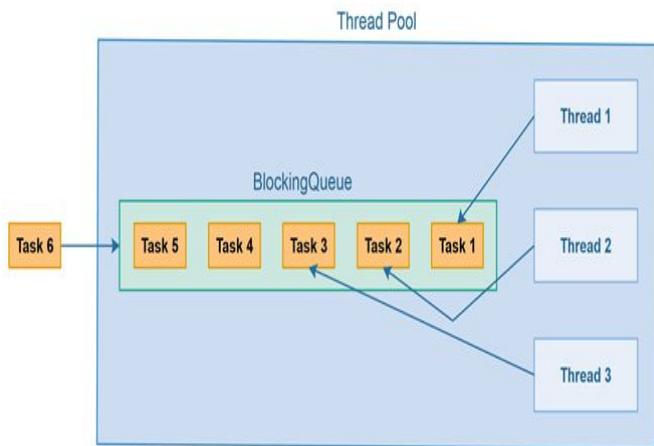 Thread Pool
Thread 1
BlockingQueue
Task 6
Task 5
Task 4
Task 3
Task 2
Task 1
Thread 2
Thread 3